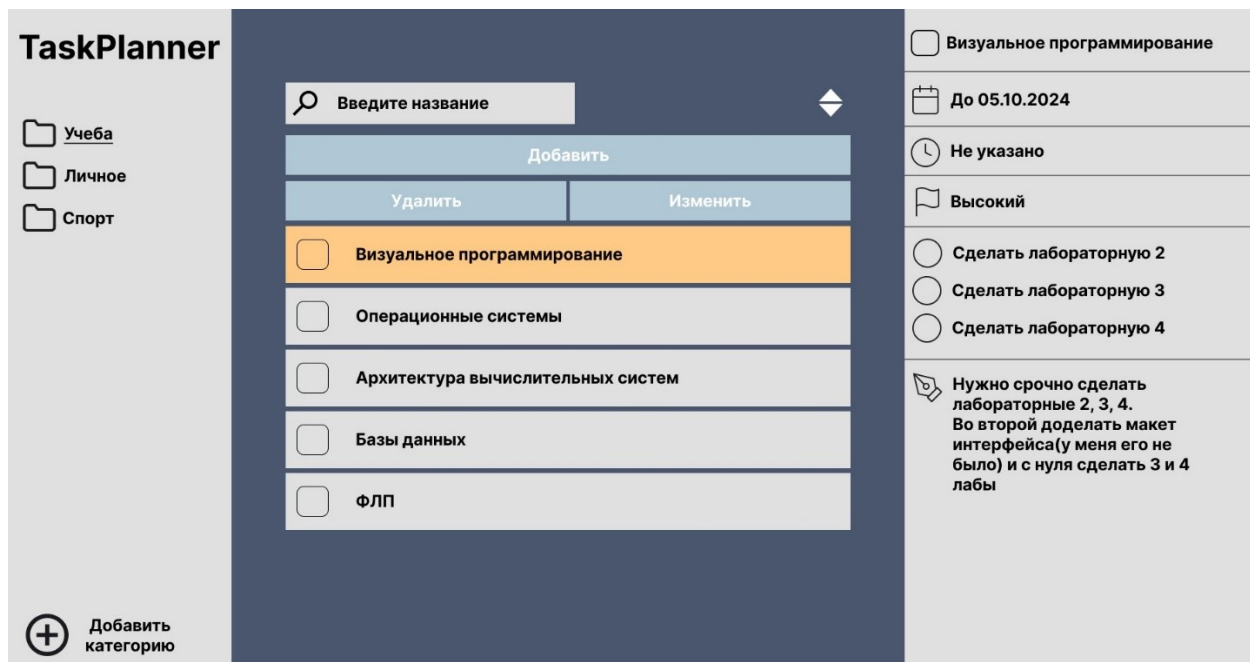 TaskPlanner
Учеба
Личное
Спорт
Добавить
категорию
Введите название
Добавить
Удалить
Изменить
Визуальное программирование
Операционные системы
Архитектура вычислительных систем
Базы данных
ФЛП
Визуальное программирование
До 05.10.2024
Не указано
Высокий
Сделать лабораторную 2
Сделать лабораторную 3
Сделать лабораторную 4
Нужно срочно сделать
лабораторные 2, 3, 4.
Во второй доделать макет
интерфейса(у меня его не
было) и с нуля сделать 3 и 4
лабы